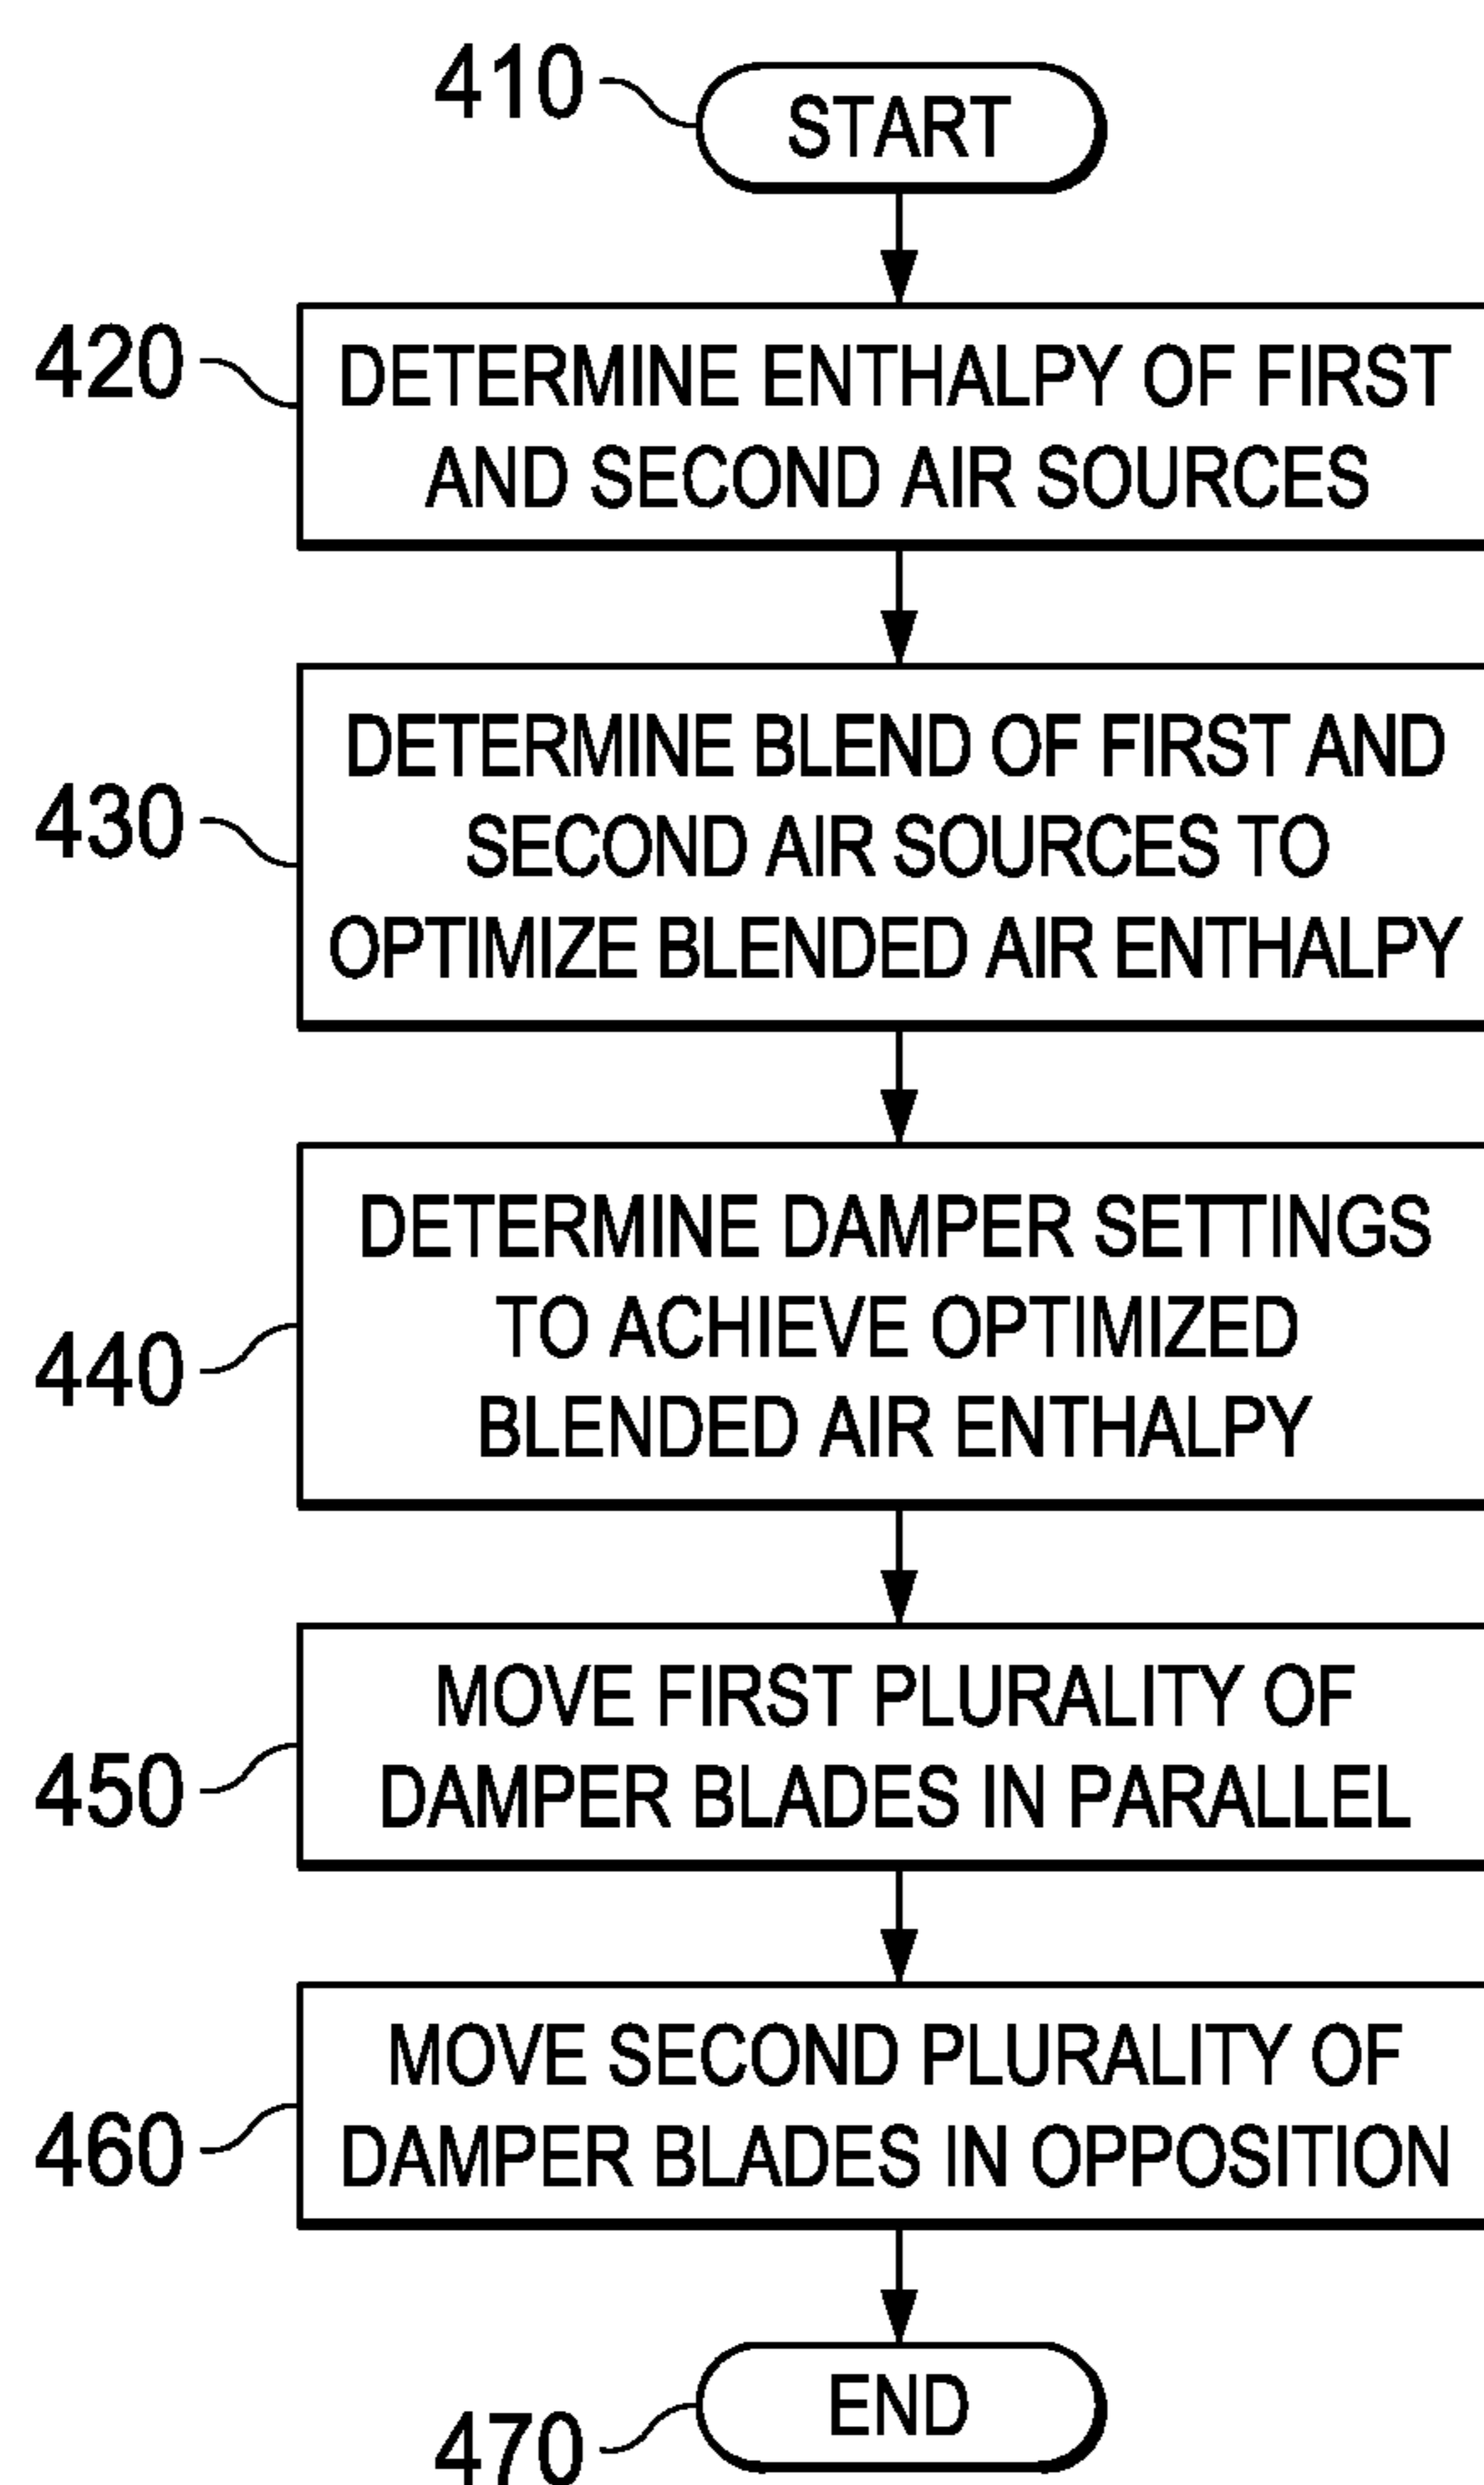 410
START
420
DETERMINE ENTHALPY OF FIRST
AND SECOND AIR SOURCES
430
DETERMINE BLEND OF FIRST AND
SECOND AIR SOURCES TO
OPTIMIZE BLENDED AIR ENTHALPY
440
DETERMINE DAMPER SETTINGS
TO ACHIEVE OPTIMIZED
BLENDED AIR ENTHALPY
450
MOVE FIRST PLURALITY OF
DAMPER BLADES IN PARALLEL
460
MOVE SECOND PLURALITY OF
DAMPER BLADES IN OPPOSITION
470
END